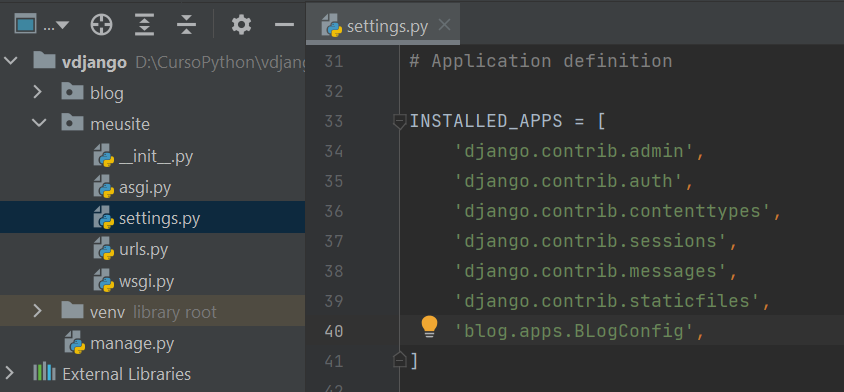 ...
vdjango D:\CursoPython\vdjang
blog
meusite
__init__.py
asgi.py
settings.py
urls.py
wsgi.py
venv library root
manage.py
External Libraries
settings.py
31 # Application definition
32
33 INSTALLED_APPS = [
34 'django.contrib.admin',
35 'django.contrib.auth',
36 'django.contrib.contenttypes',
37 'django.contrib.sessions',
38 'django.contrib.messages',
39 'django.contrib.staticfiles',
40 'blog.apps.BLogConfig',
41 ]
42